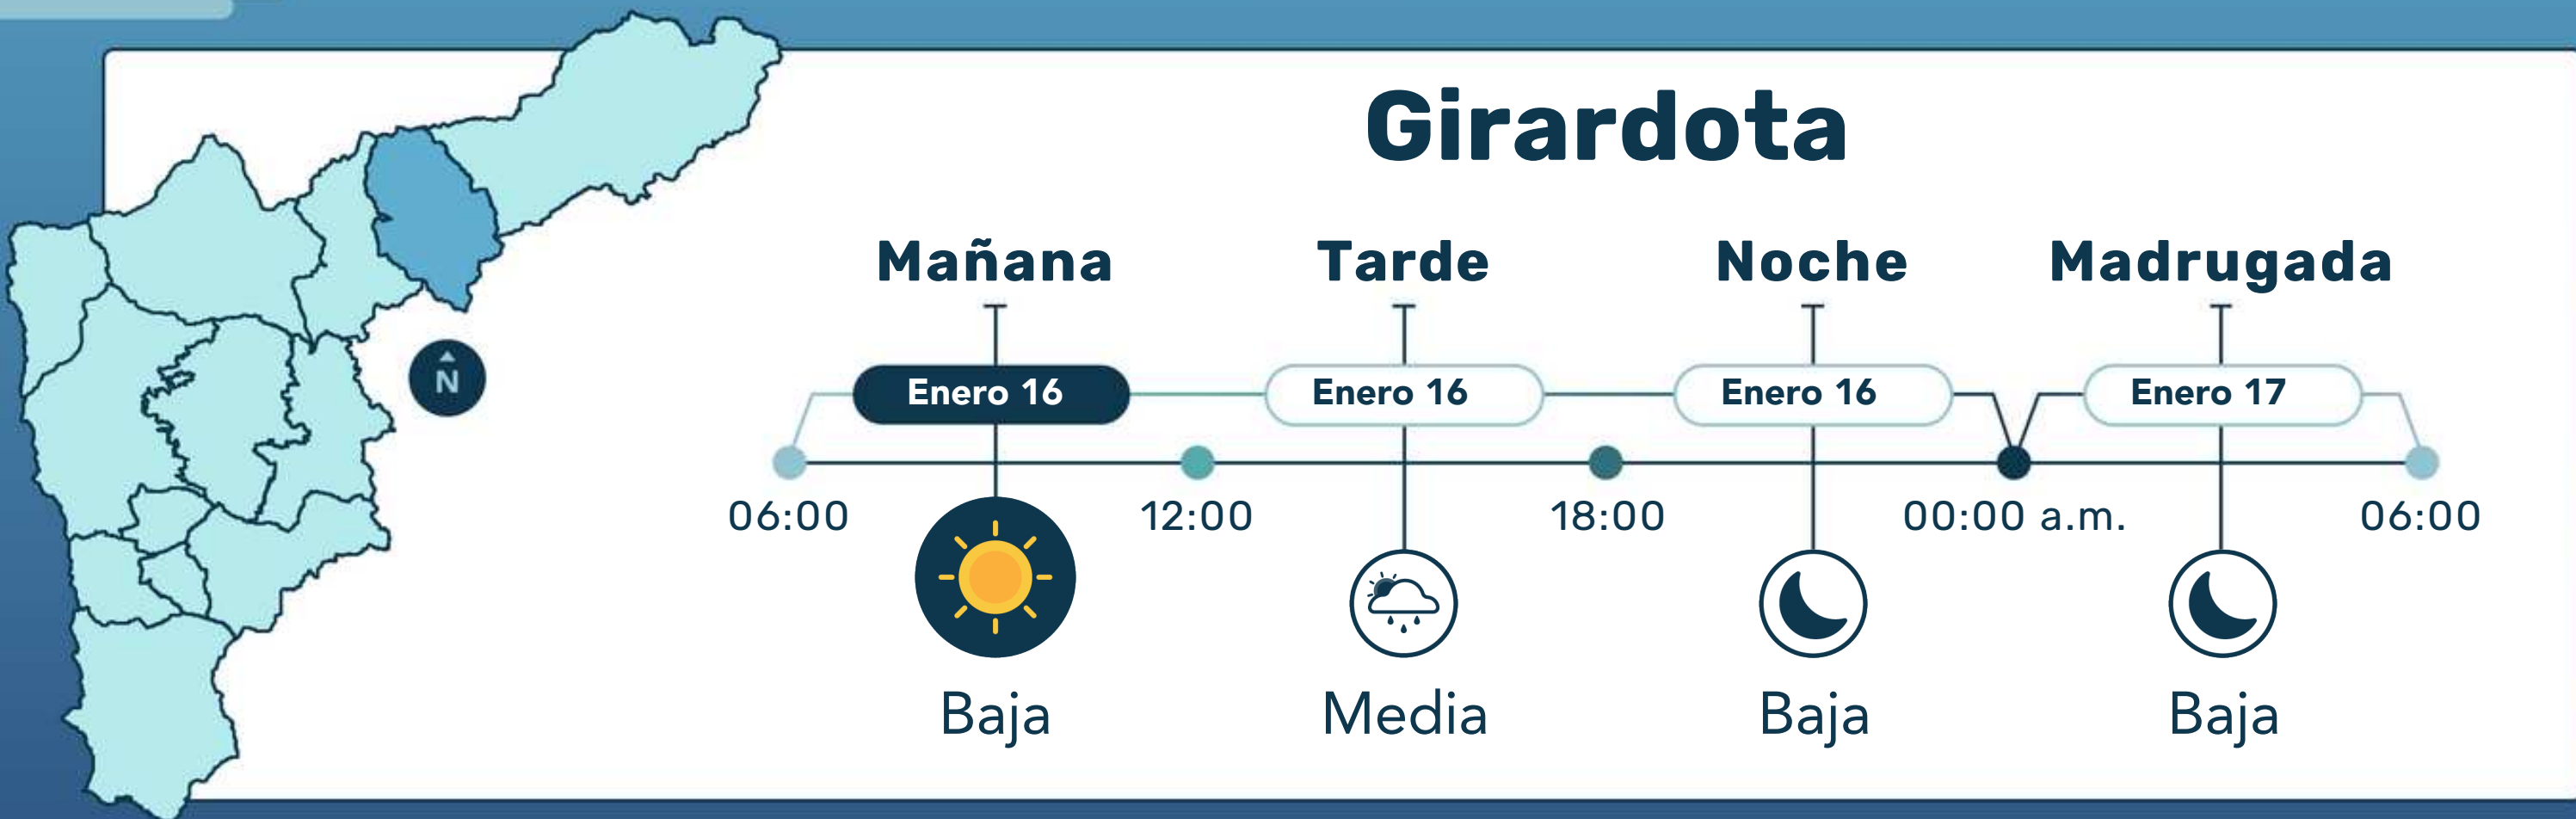 Girardota
Mañana
Tarde
Noche
Madrugada
Enero 16
Enero 16
Enero 16
Enero 17
N
06:00
12:00
18:00
00:00 a.m.
06:00
Baja
Media
Baja
Baja